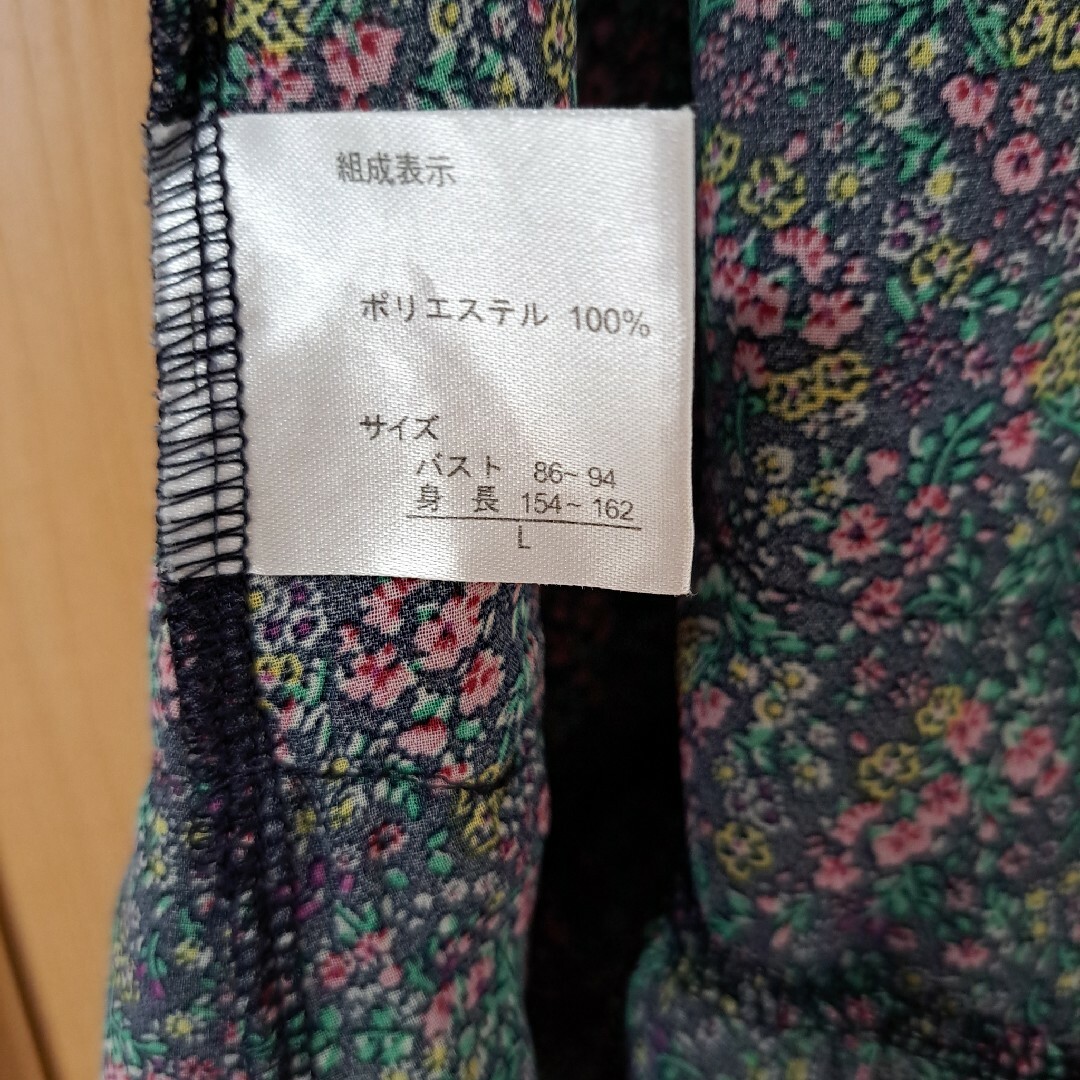 組成表示
ポリエステル 100%
サイズ
バスト 86~94
身 長 154~162
L